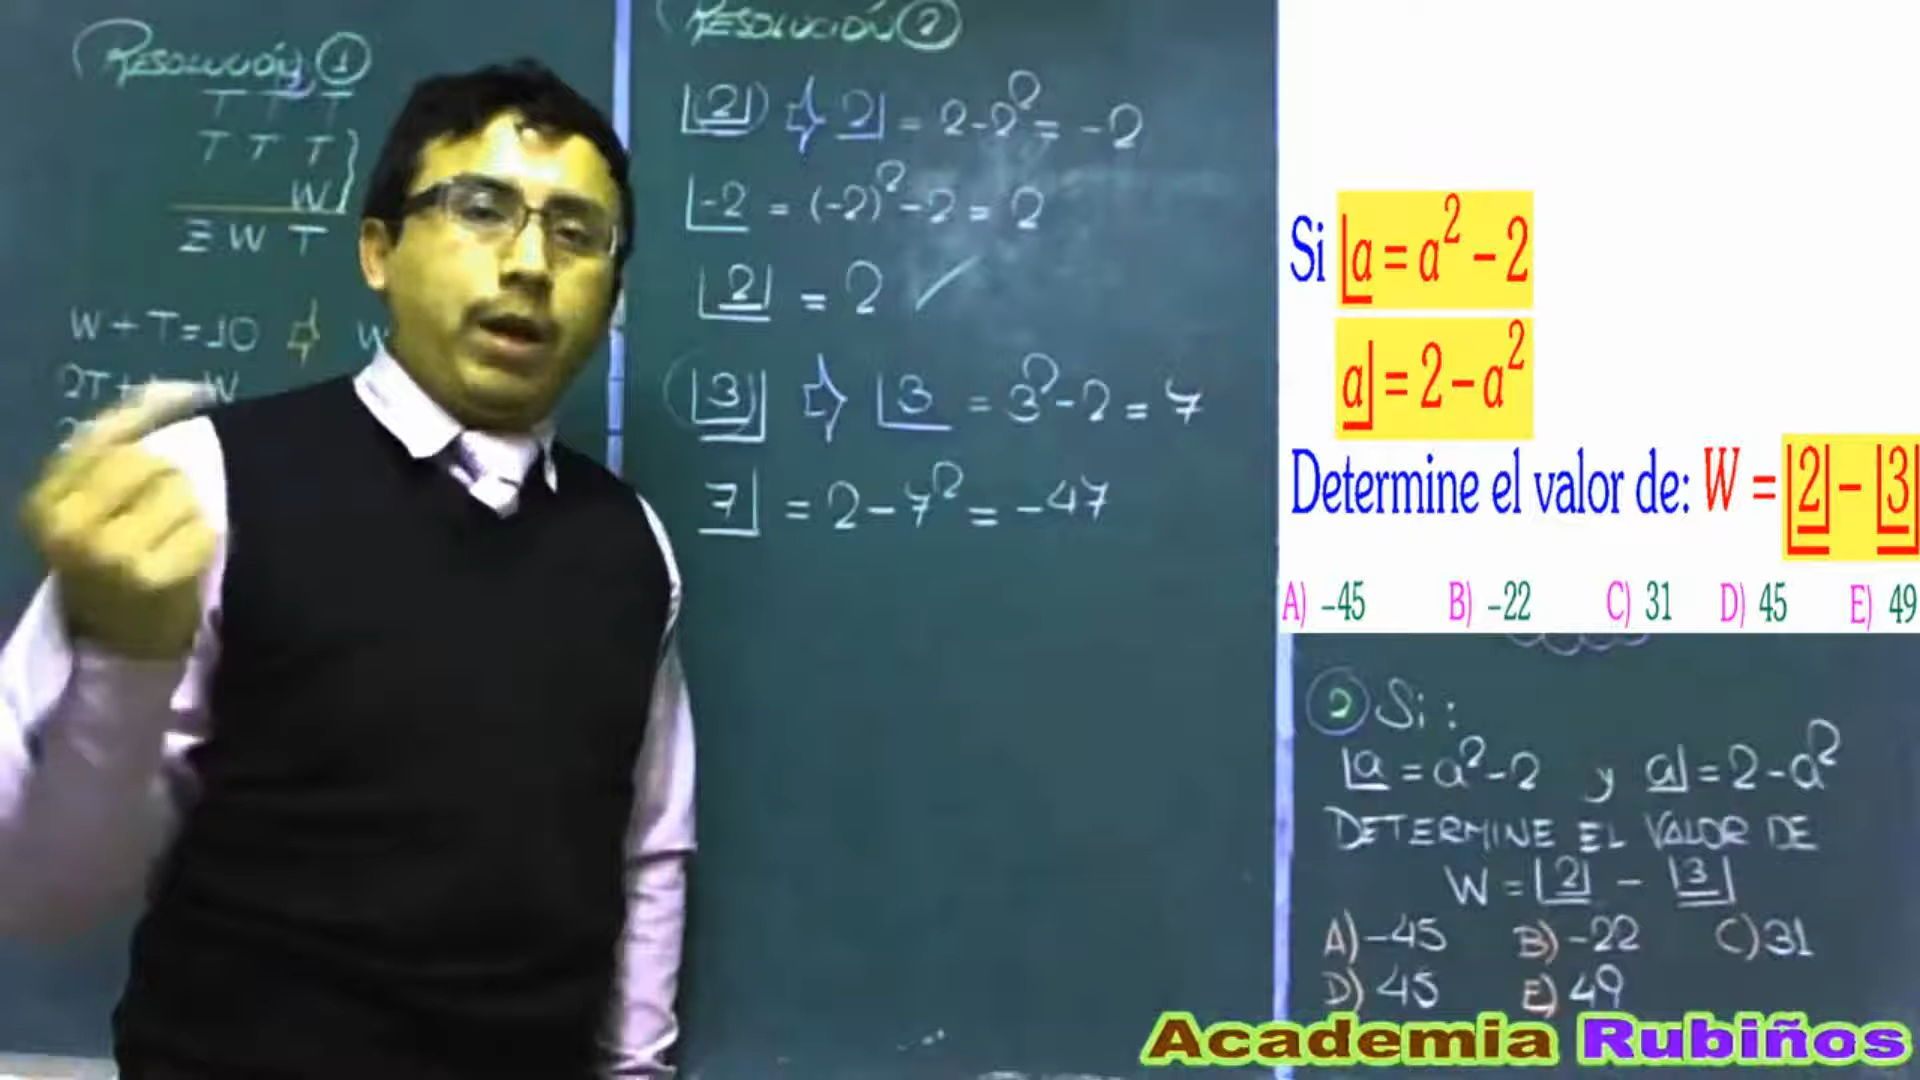 RESOLUCIÓN 1
T T T
T T T
W
Ξ W T
W + T = 10 ⇨ W
RESOLUCIÓN 2
⌊2⌋ ⇨ 2⌋ = 2 - 2² = -2
⌊-2 = (-2)² - 2 = 2
⌊2⌋ = 2 ✓
⌊3⌋ ⇨ ⌊3 = 3² - 2 = 7
7⌋ = 2 - 7² = -47
Si ⌊a = a² - 2
a⌋ = 2 - a²
Determine el valor de: W = ⌊2⌋ - ⌊3⌋
A) -45 B) -22 C) 31 D) 45 E) 49
2 Si:
⌊a = a² - 2 y a⌋ = 2 - a²
DETERMINE EL VALOR DE
W = ⌊2⌋ - ⌊3⌋
A) -45 B) -22 C) 31
D) 45 E) 49
Academia Rubiños